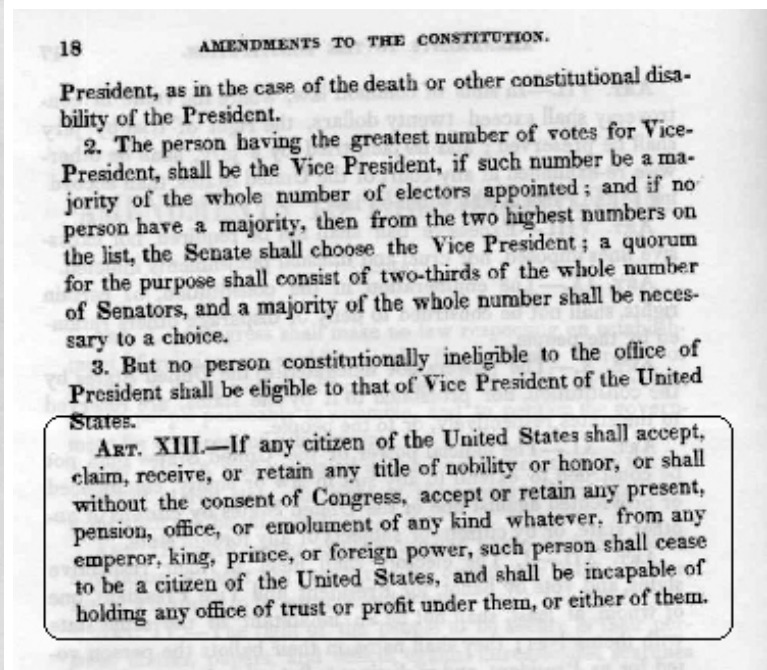 18 AMENDMENTS TO THE CONSTITUTION.
President, as in the case of the death or other constitutional disa-
bility of the President.
2. The person having the greatest number of votes for Vice-
President, shall be the Vice President, if such number be a ma-
jority of the whole number of electors appointed; and if no
person have a majority, then from the two highest numbers on
the list, the Senate shall choose the Vice President; a quorum
for the purpose shall consist of two-thirds of the whole number
of Senators, and a majority of the whole number shall be neces-
sary to a choice.
3. But no person constitutionally ineligible to the office of
President shall be eligible to that of Vice President of the United
States.
ART. XIII.—If any citizen of the United States shall accept,
claim, receive, or retain any title of nobility or honor, or shall
without the consent of Congress, accept or retain any present,
pension, office, or emolument of any kind whatever, from any
emperor, king, prince, or foreign power, such person shall cease
to be a citizen of the United States, and shall be incapable of
holding any office of trust or profit under them, or either of them.